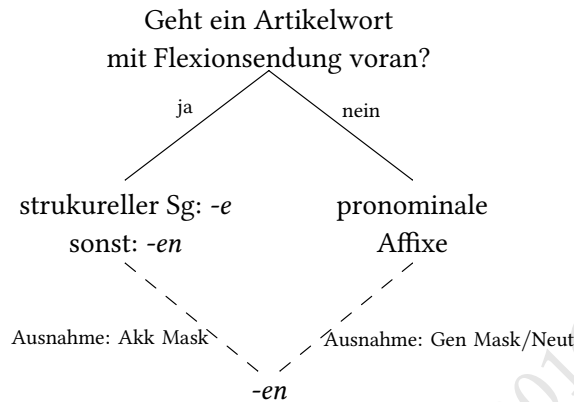 Geht ein Artikelwort
mit Flexionsendung voran?
ja
nein
strukureller Sg: -e
sonst: -en
pronominale
Affixe
Ausnahme: Akk Mask
Ausnahme: Gen Mask/Neut
-en